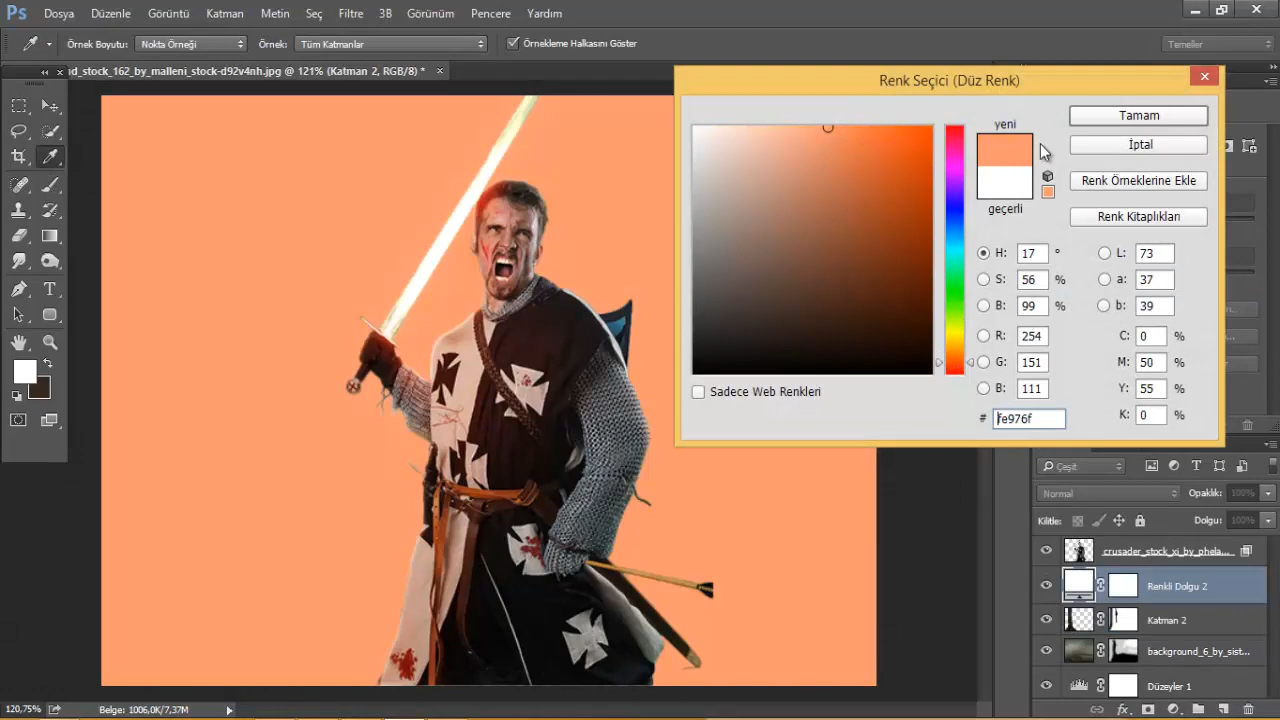 Ps Dosya Düzenle Görüntü Katman Metin Seç Filtre 3B Görünüm Pencere Yardım
Örnek Boyutu: Nokta Örneği Örnek: Tüm Katmanlar Örnekleme Halkasını Göster Temeller
ud_stock_162_by_malleni_stock-d92v4nh.jpg @ 121% (Katman 2, RGB/8) *
Renk Seçici (Düz Renk)
yeni
geçerli
Tamam
İptal
Renk Örneklerine Ekle
Renk Kitaplıkları
H: 17 ° L: 73
S: 56 % a: 37
B: 99 % b: 39
R: 254 C: 0 %
G: 151 M: 50 %
B: 111 Y: 55 %
# fe976f K: 0 %
Sadece Web Renkleri
Çeşit
Normal Opaklık: 100%
Kilitle: Dolgu: 100%
crusader_stock_xi_by_phela...
Renkli Dolgu 2
Katman 2
background_6_by_sist...
Düzeyler 1
120,75% Belge: 1006,0K/7,37M